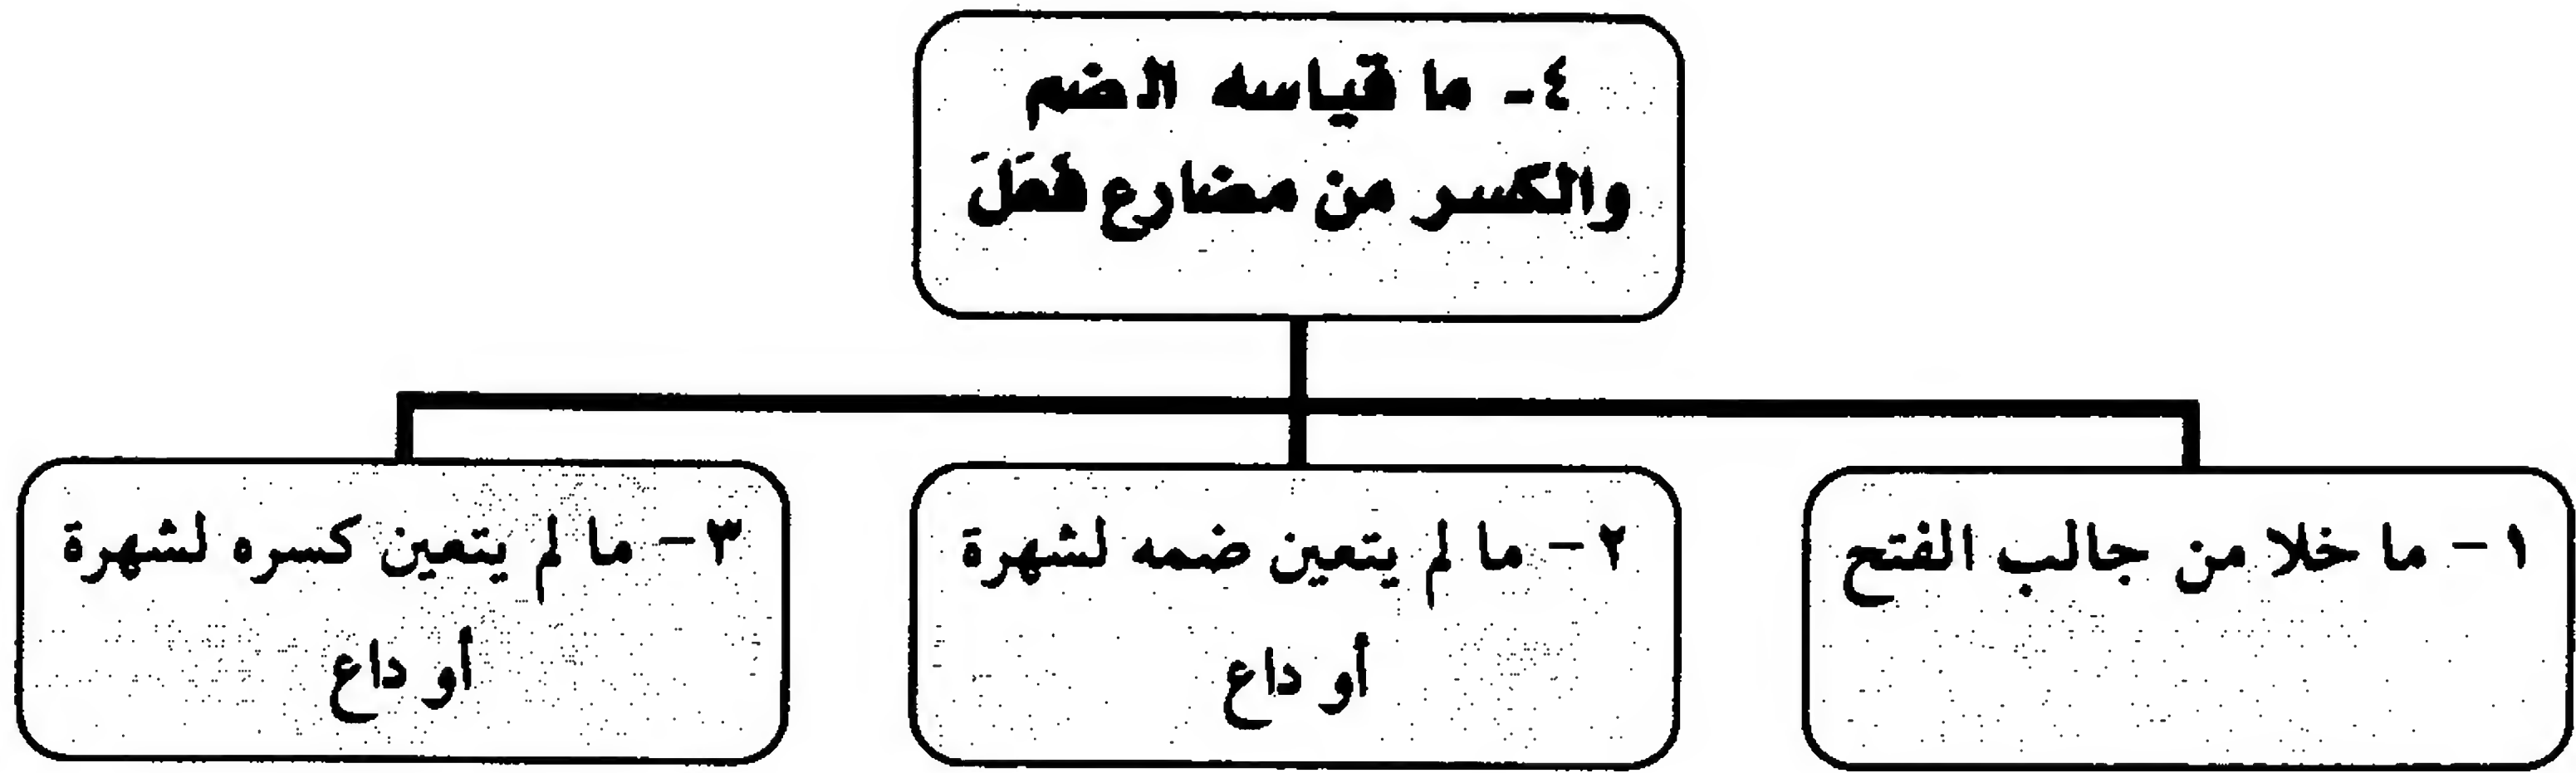 ٤- ما قياسه الضم
والكسر من مضارع فعَلَ
١ - ما خلا من جالب الفتح
٢ - ما لم يتعين ضمه لشهرة
أو داع
٣ - ما لم يتعين كسره لشهرة
أو داع